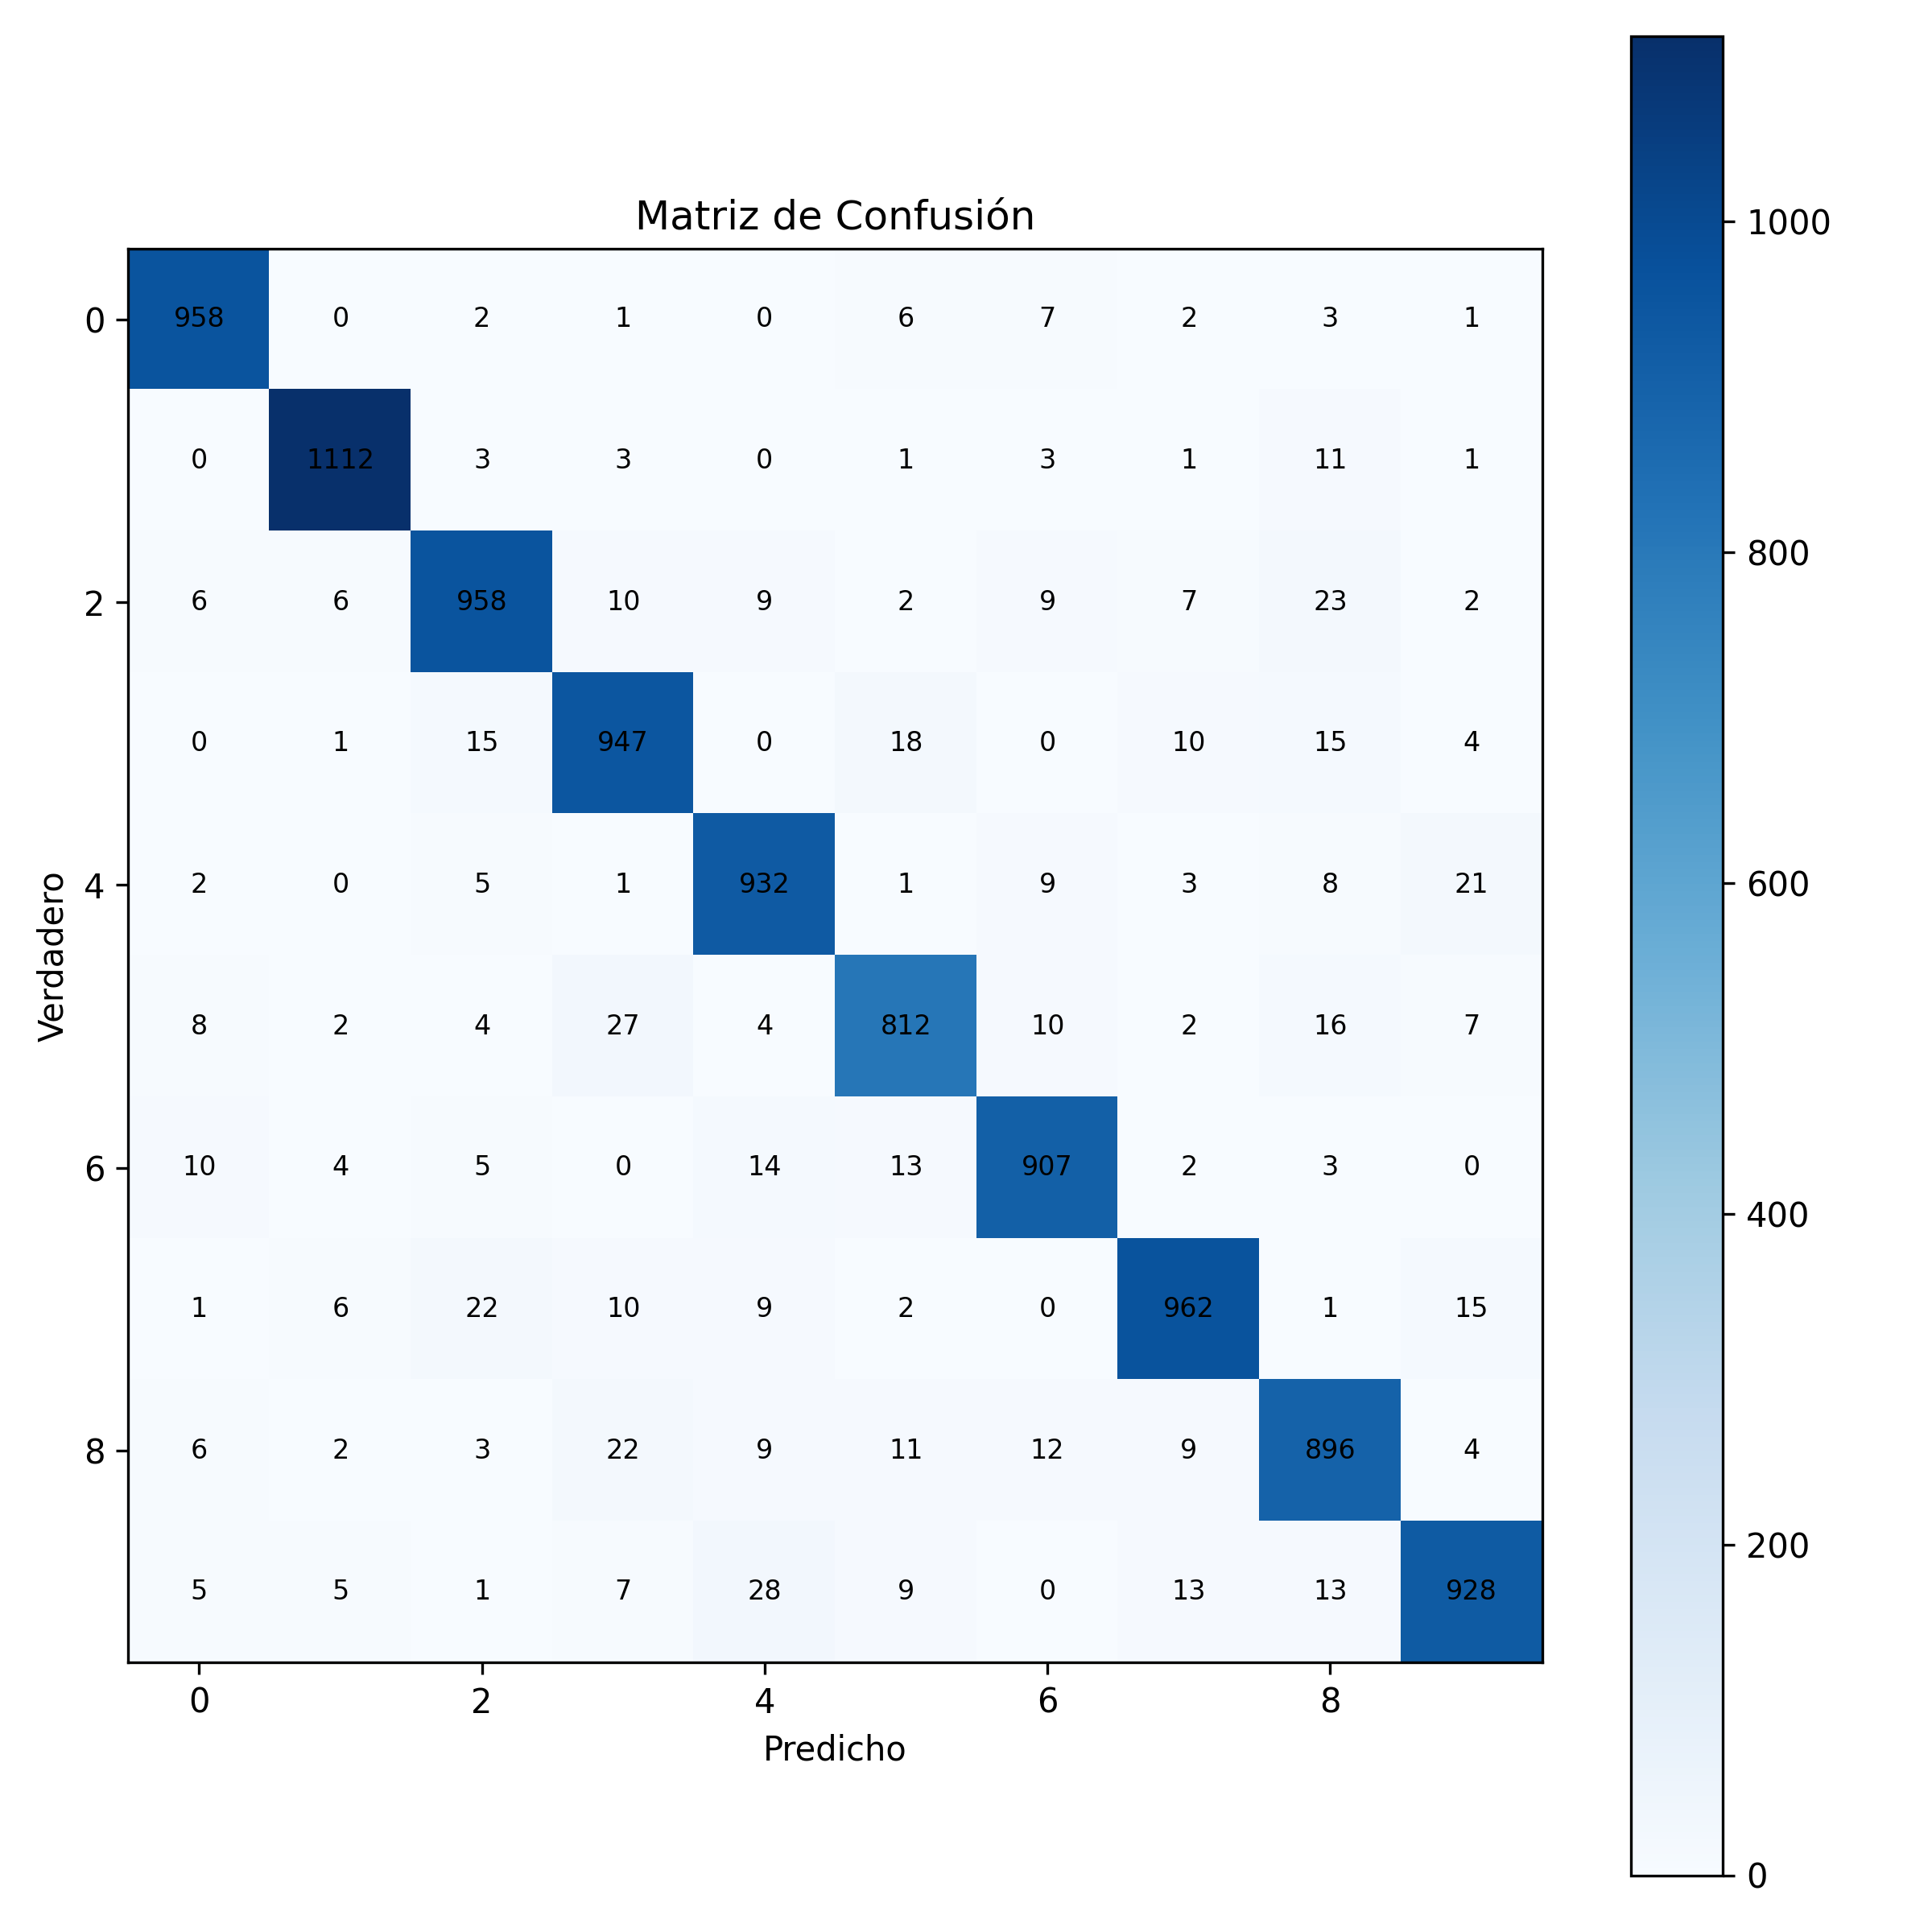 Matriz de Confusión
0 958 0 2 1 0 6 7 2 3 1
0 1112 3 3 0 1 3 1 11 1
2 6 6 958 10 9 2 9 7 23 2
0 1 15 947 0 18 0 10 15 4
4 2 0 5 1 932 1 9 3 8 21
8 2 4 27 4 812 10 2 16 7
6 10 4 5 0 14 13 907 2 3 0
1 6 22 10 9 2 0 962 1 15
8 6 2 3 22 9 11 12 9 896 4
5 5 1 7 28 9 0 13 13 928
0 2 4 6 8
Predicho
Verdadero
1000
800
600
400
200
0